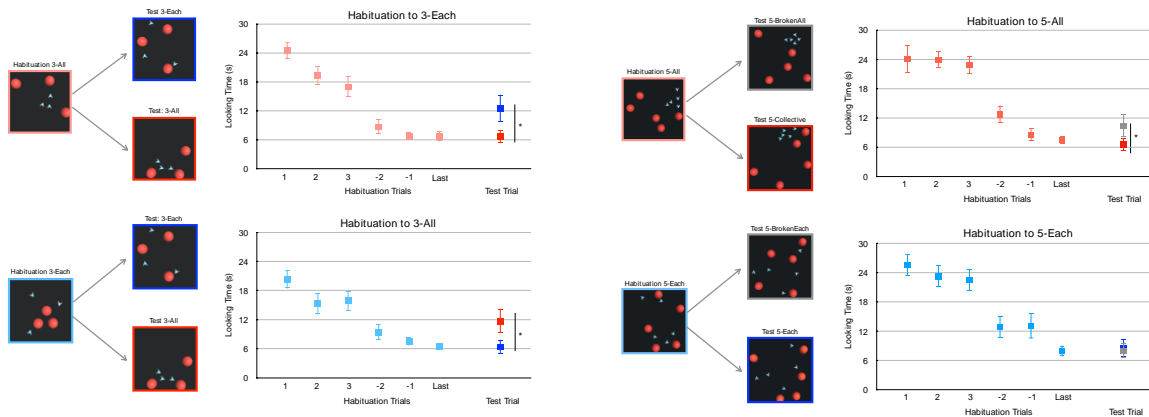 Test 3-Each
Habituation 3-All
Test: 3-All
Habituation to 3-Each
Looking Time (s)
30
24
18
12
6
0
*
1 2 3 -2 -1 Last
Habituation Trials Test Trial
Test 5-BrokenAll
Habituation 5-All
Test 5-Collective
Habituation to 5-All
Looking Time (s)
30
24
18
12
6
0
*
1 2 3 -2 -1 Last
Habituation Trials Test Trial
Test: 3-Each
Habituation 3-Each
Test 3-All
Habituation to 3-All
Looking Time (s)
30
24
18
12
6
0
*
1 2 3 -2 -1 Last
Habituation Trials Test Trial
Test 5-BrokenEach
Habituation 5-Each
Test 5-Each
Habituation to 5-Each
Looking Time (s)
30
24
18
12
6
0
1 2 3 -2 -1 Last
Habituation Trials Test Trial